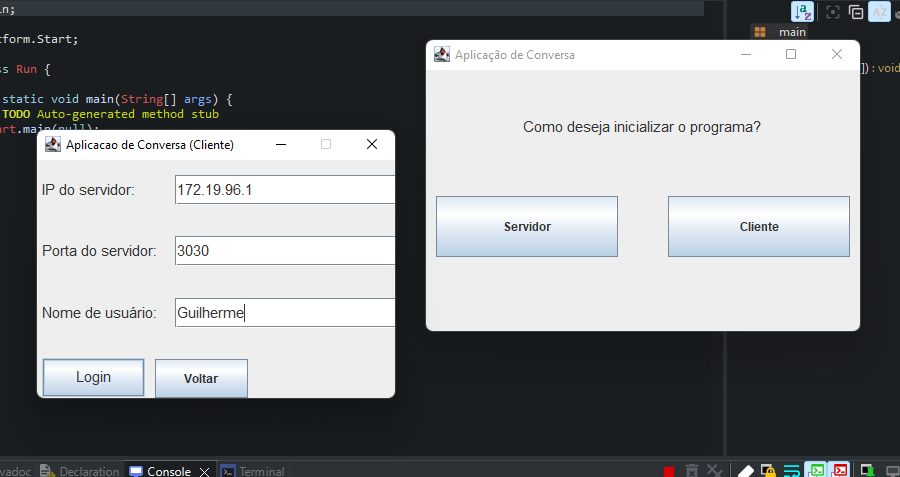 main
Aplicação de Conversa
Como deseja inicializar o programa?
Servidor
Cliente
tform.Start;
ss Run {
static void main(String[] args) {
TODO Auto-generated method stub
art.main(null);
]) : void
Aplicacao de Conversa (Cliente)
IP do servidor:
172.19.96.1
Porta do servidor:
3030
Nome de usuário:
Guilherme
Login
Voltar
vadoc
Declaration
Console
Terminal